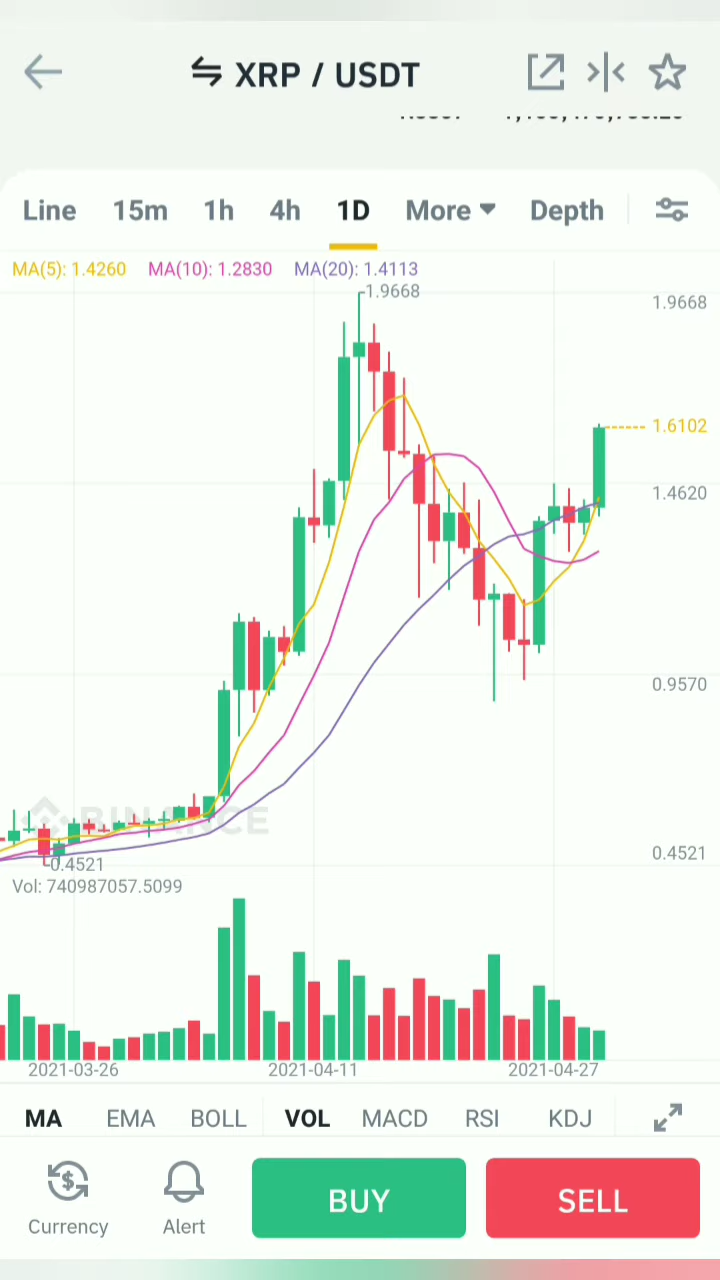 XRP / USDT
Line 15m 1h 4h 1D More Depth
MA(5): 1.4260 MA(10): 1.2830 MA(20): 1.4113
1.9668
1.9668
1.6102
1.4620
0.9570
BINANCE
0.4521
0.4521
Vol: 740987057.5099
2021-03-26 2021-04-11 2021-04-27
MA EMA BOLL VOL MACD RSI KDJ
Currency Alert BUY SELL